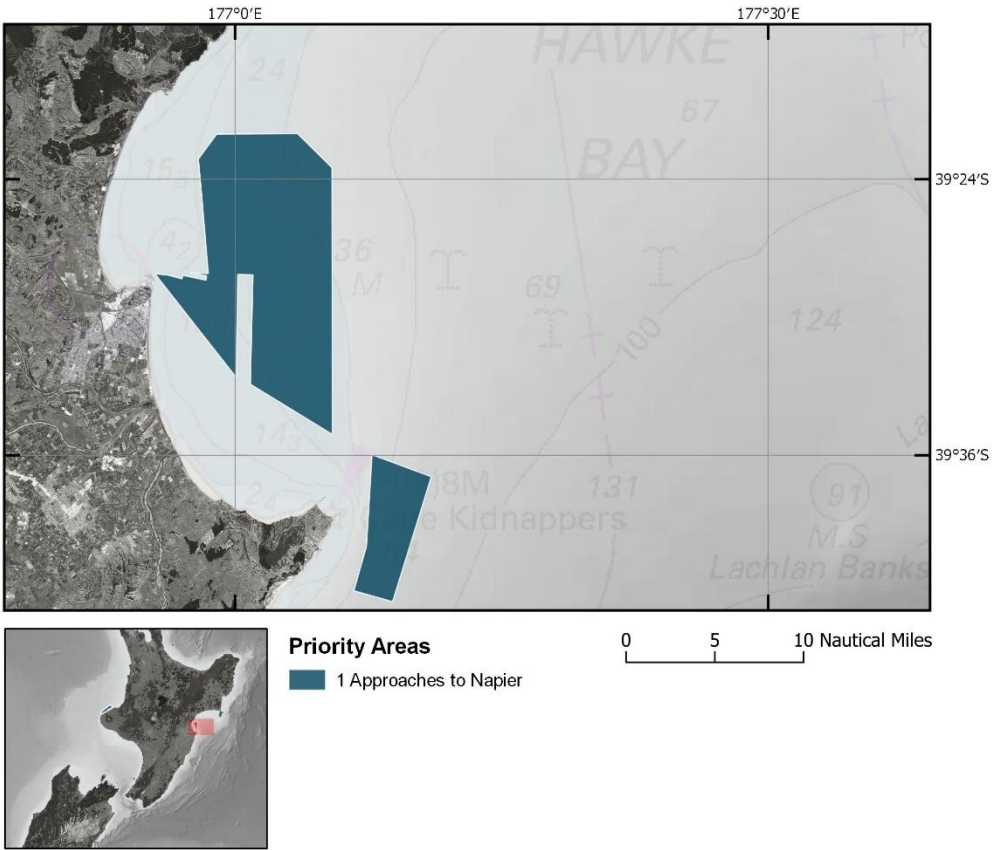 177°0′E
177°30′E
HAWKE
24
67
BAY
39°24′S
36
M
69
124
100
14₃
39°36′S
)8M
131
91
Cape Kidnappers
M.S
Lachlan Banks
Priority Areas
1 Approaches to Napier
0 5 10 Nautical Miles